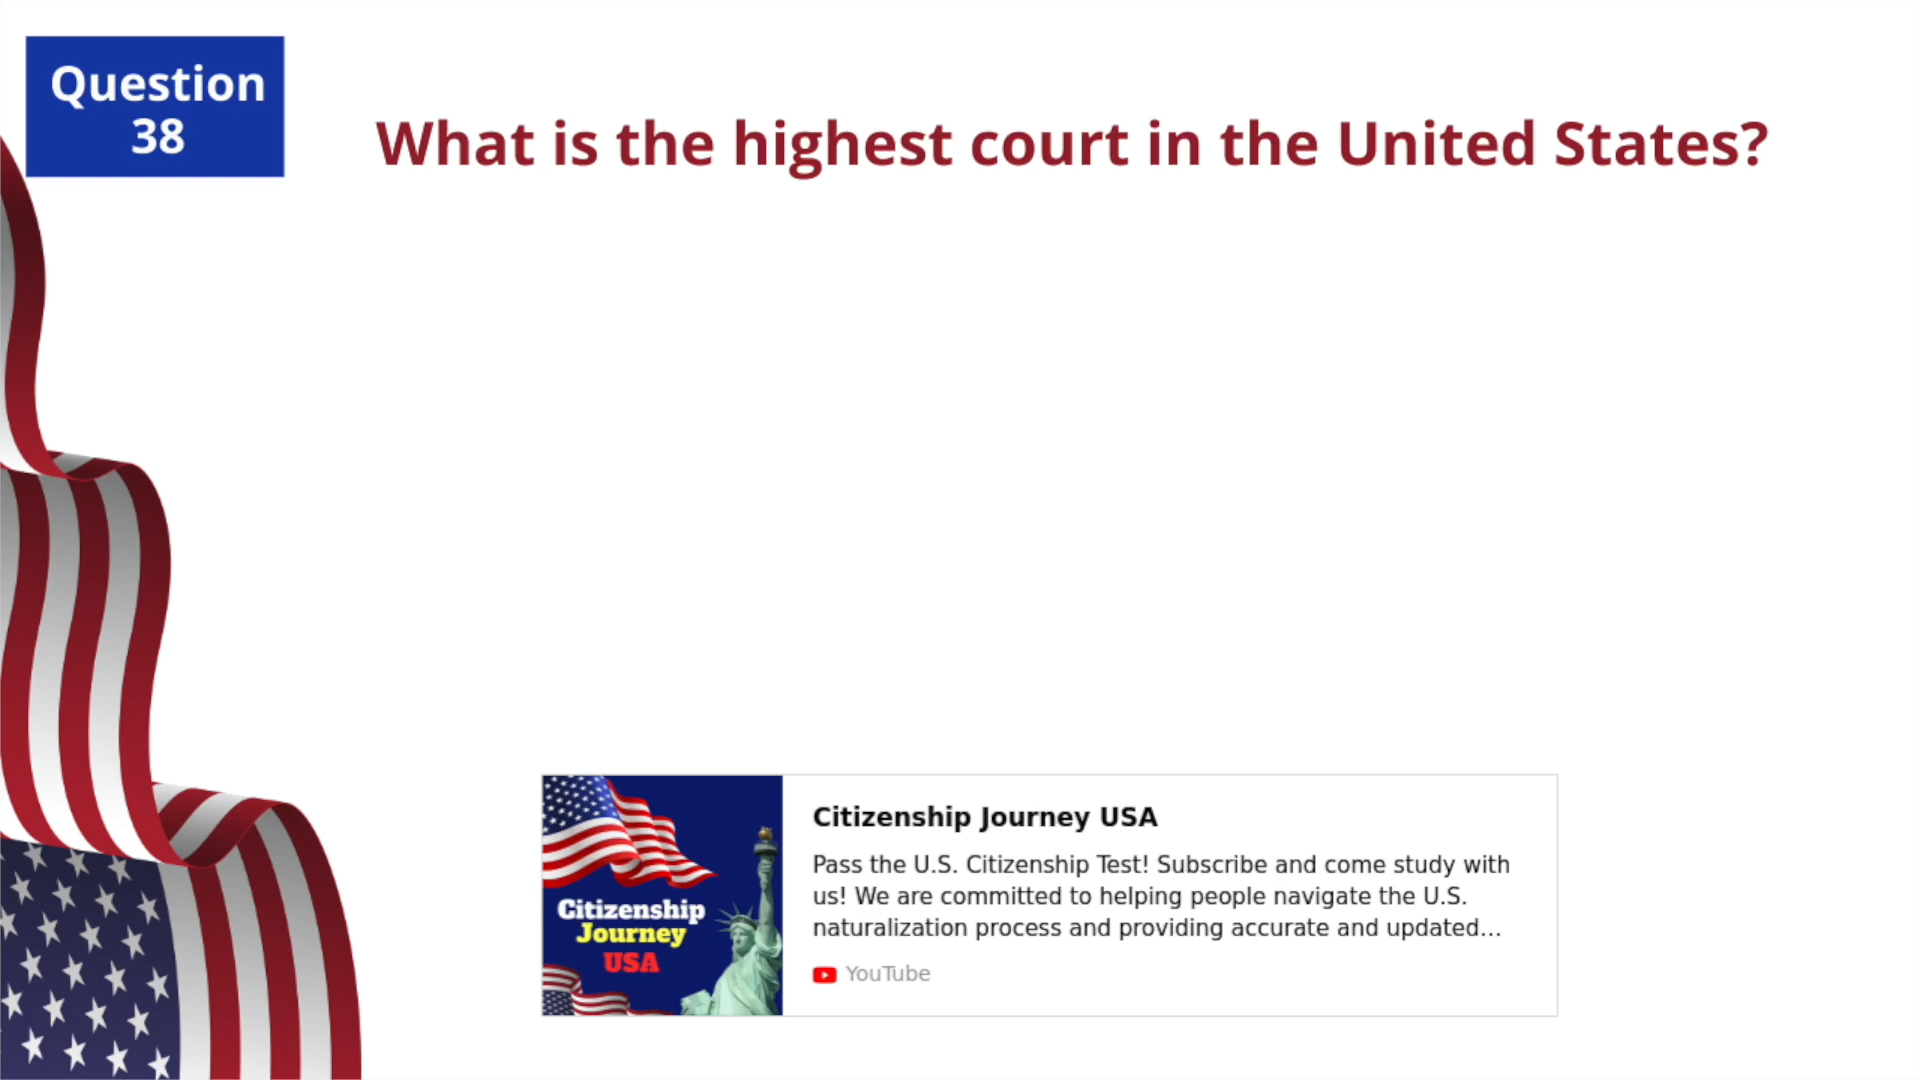 Question
38
What is the highest court in the United States?
Citizenship
Journey
USA
Citizenship Journey USA
Pass the U.S. Citizenship Test! Subscribe and come study with
us! We are committed to helping people navigate the U.S.
naturalization process and providing accurate and updated...
YouTube